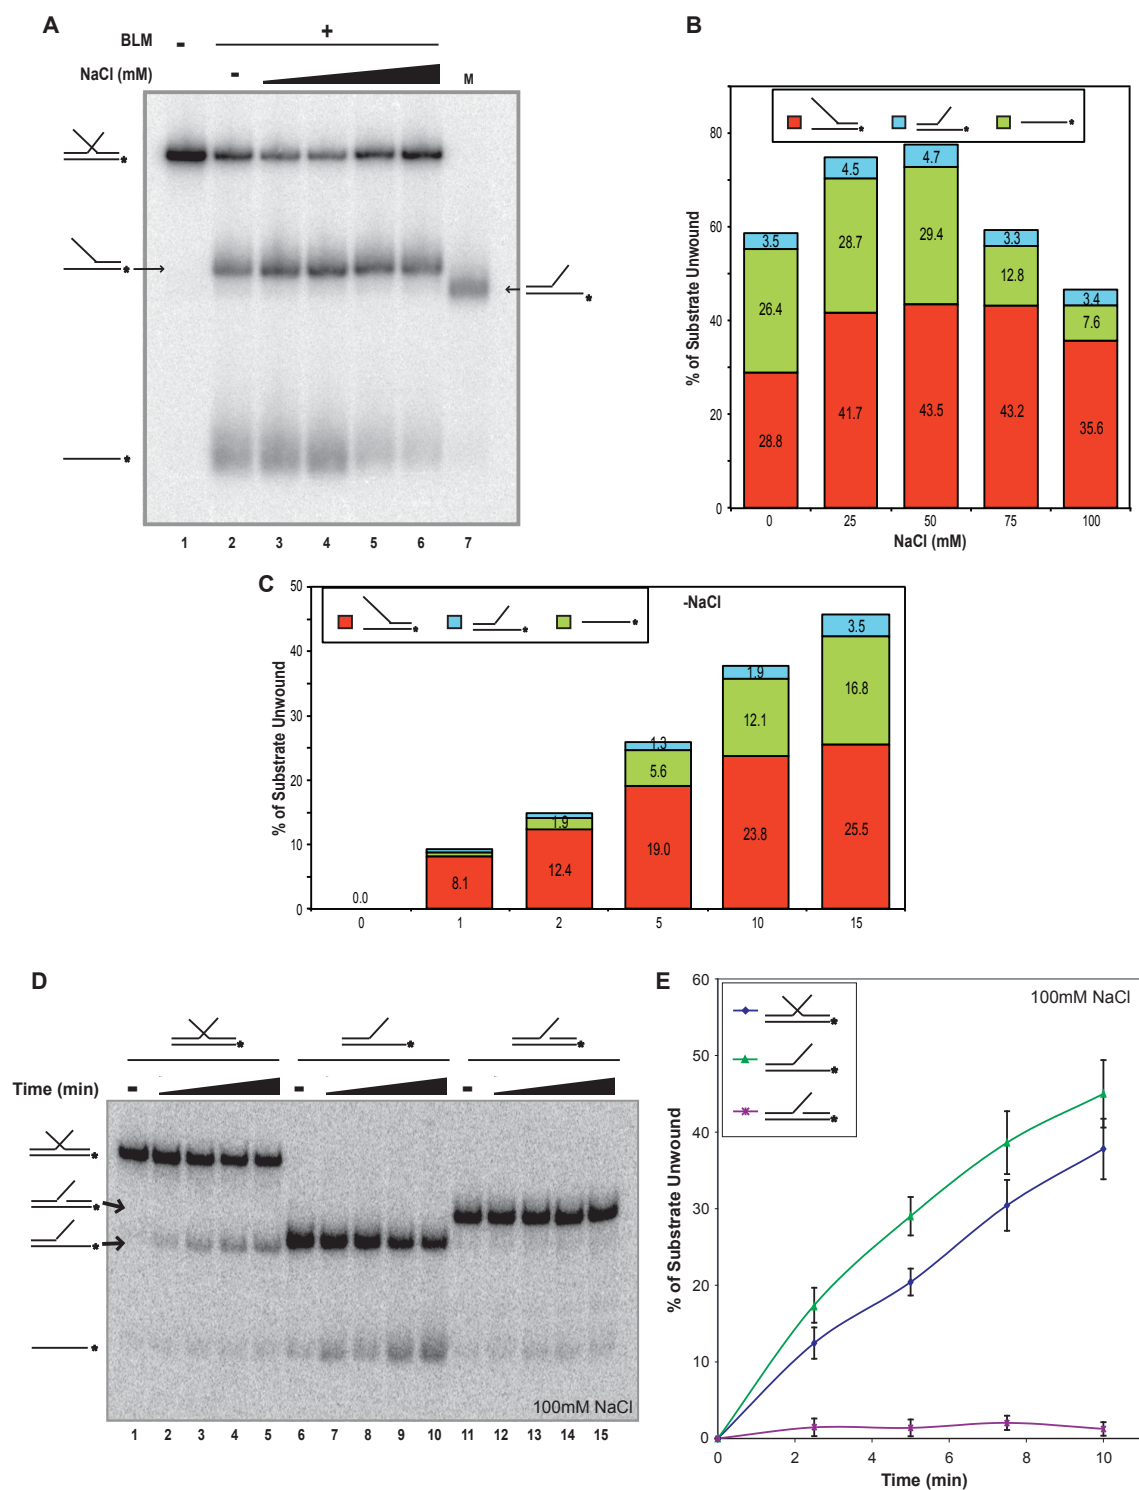 A
BLM - +
NaCl (mM) - M
*
*
*
*
1 2 3 4 5 6 7
B
* * *
% of Substrate Unwound
80
60
40
20
0
3.5 4.5 4.7 3.3 3.4
26.4 28.7 29.4 12.8 7.6
28.8 41.7 43.5 43.2 35.6
0 25 50 75 100
NaCl (mM)
C
-NaCl
* * *
% of Substrate Unwound
50
40
30
20
10
0
1.3 1.9 3.5
1.9 5.6 12.1 16.8
0.0 8.1 12.4 19.0 23.8 25.5
0 1 2 5 10 15
D
* * *
Time (min) - - -
*
*
*
*
100mM NaCl
1 2 3 4 5 6 7 8 9 10 11 12 13 14 15
E
100mM NaCl
*
*
*
% of Substrate Unwound
60
50
40
30
20
10
0
0 2 4 6 8 10
Time (min)